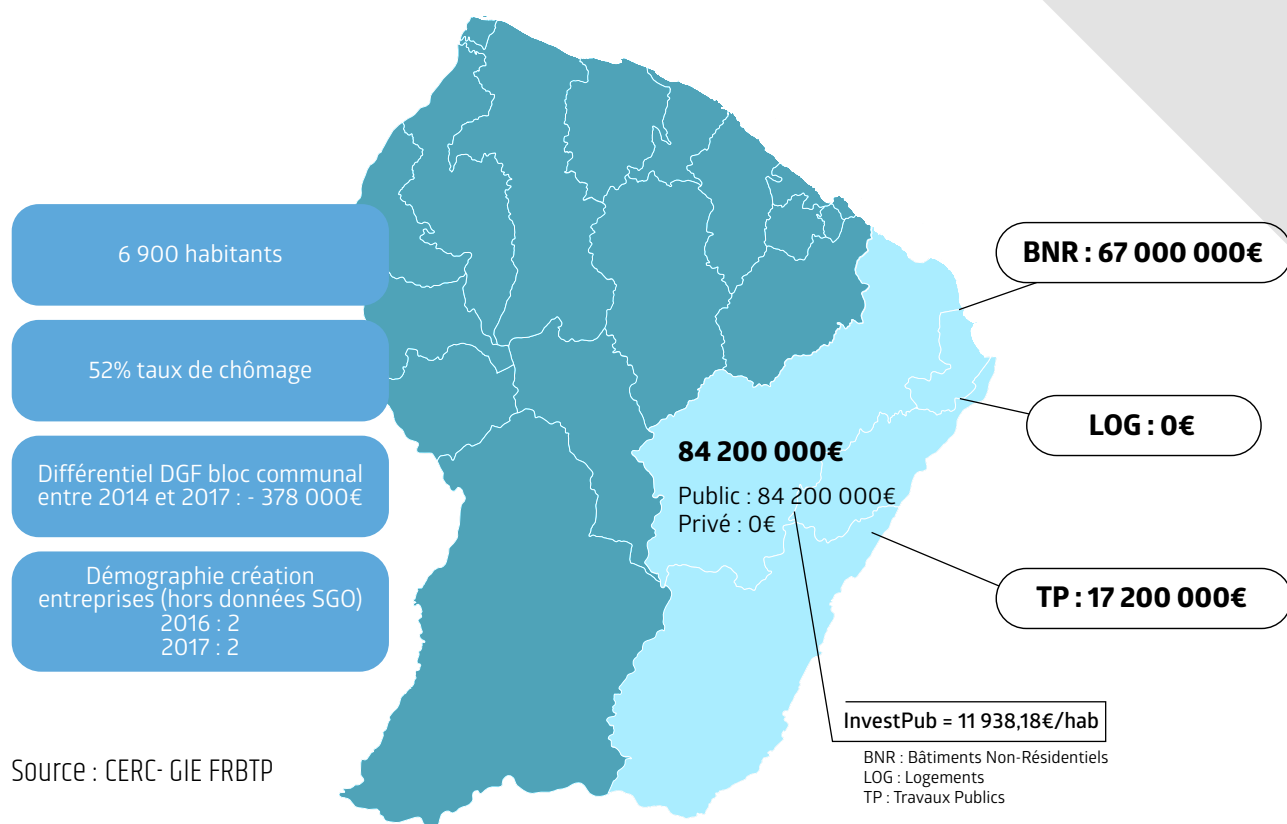 6 900 habitants
52% taux de chômage
Différentiel DGF bloc communal
entre 2014 et 2017 : - 378 000€
Démographie création
entreprises (hors données SGO)
2016 : 2
2017 : 2
84 200 000€
Public : 84 200 000€
Privé : 0€
BNR : 67 000 000€
LOG : 0€
TP : 17 200 000€
InvestPub = 11 938,18€/hab
BNR : Bâtiments Non-Résidentiels
LOG : Logements
TP : Travaux Publics
Source : CERC- GIE FRBTP